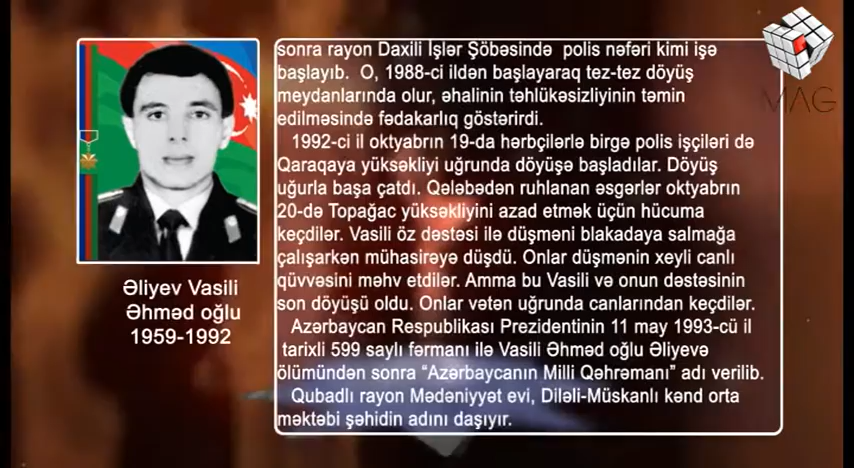 MAG
sonra rayon Daxili Işlər Şöbəsində polis nəfəri kimi işə
başlayıb. O, 1988-ci ildən başlayaraq tez-tez döyüş
meydanlarında olur, əhalinin təhlükəsizliyinin təmin
edilməsində fədakarlıq göstərirdi.
1992-ci il oktyabrın 19-da hərbçilərlə birgə polis işçiləri də
Qaraqaya yüksəkliyi uğrunda döyüşə başladılar. Döyüş
uğurla başa çatdı. Qələbədən ruhlanan əsgərlər oktyabrın
20-də Topağac yüksəkliyini azad etmək üçün hücuma
keçdilər. Vasili öz dəstəsi ilə düşməni blakadaya salmağa
çalışarkən mühasirəyə düşdü. Onlar düşmənin xeyli canlı
qüvvəsini məhv etdilər. Amma bu Vasili və onun dəstəsinin
son döyüşü oldu. Onlar vətən uğrunda canlarından keçdilər.
Azərbaycan Respublikası Prezidentinin 11 may 1993-cü il
tarixli 599 saylı fərmanı ilə Vasili Əhməd oğlu Əliyevə
ölümündən sonra “Azərbaycanın Milli Qəhrəmanı” adı verilib.
Qubadlı rayon Mədəniyyət evi, Diləli-Müskanlı kənd orta
məktəbi şəhidin adını daşıyır.
Əliyev Vasili
Əhməd oğlu
1959-1992